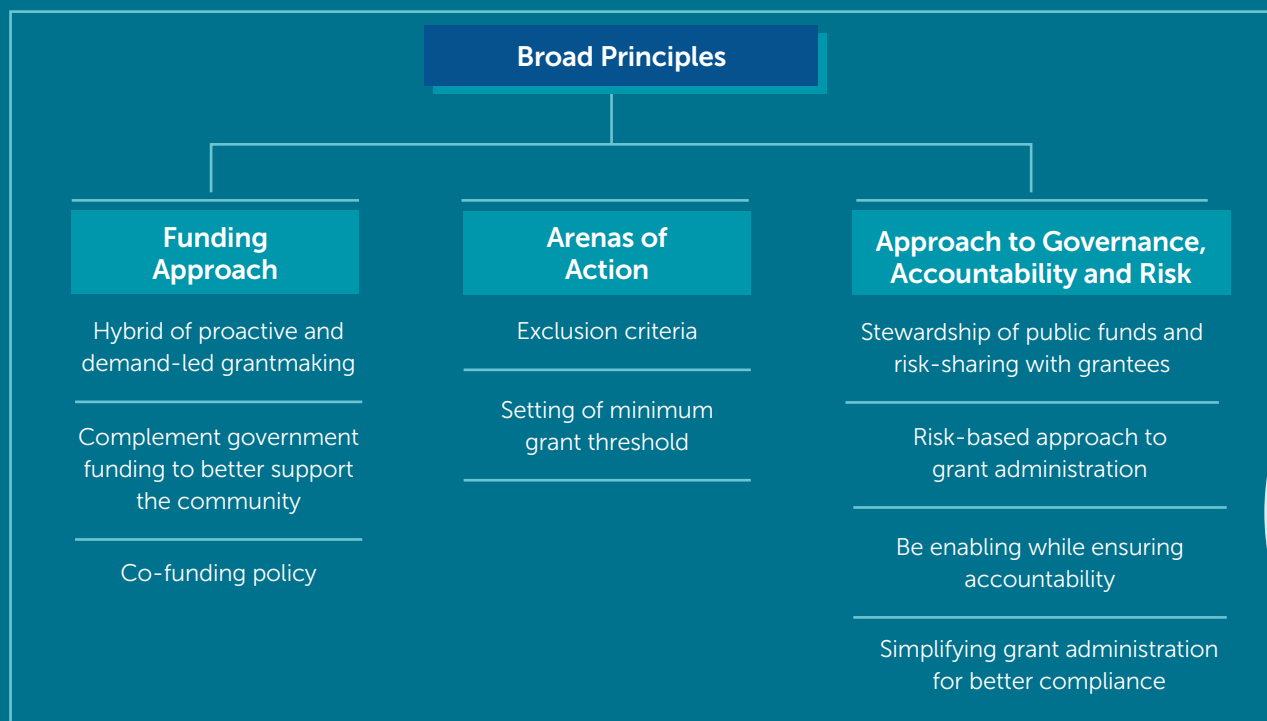 Broad Principles
Funding
Approach
Hybrid of proactive and
demand-led grantmaking
Complement government
funding to better support
the community
Co-funding policy
Arenas of
Action
Exclusion criteria
Setting of minimum
grant threshold
Approach to Governance,
Accountability and Risk
Stewardship of public funds and
risk-sharing with grantees
Risk-based approach to
grant administration
Be enabling while ensuring
accountability
Simplifying grant administration
for better compliance